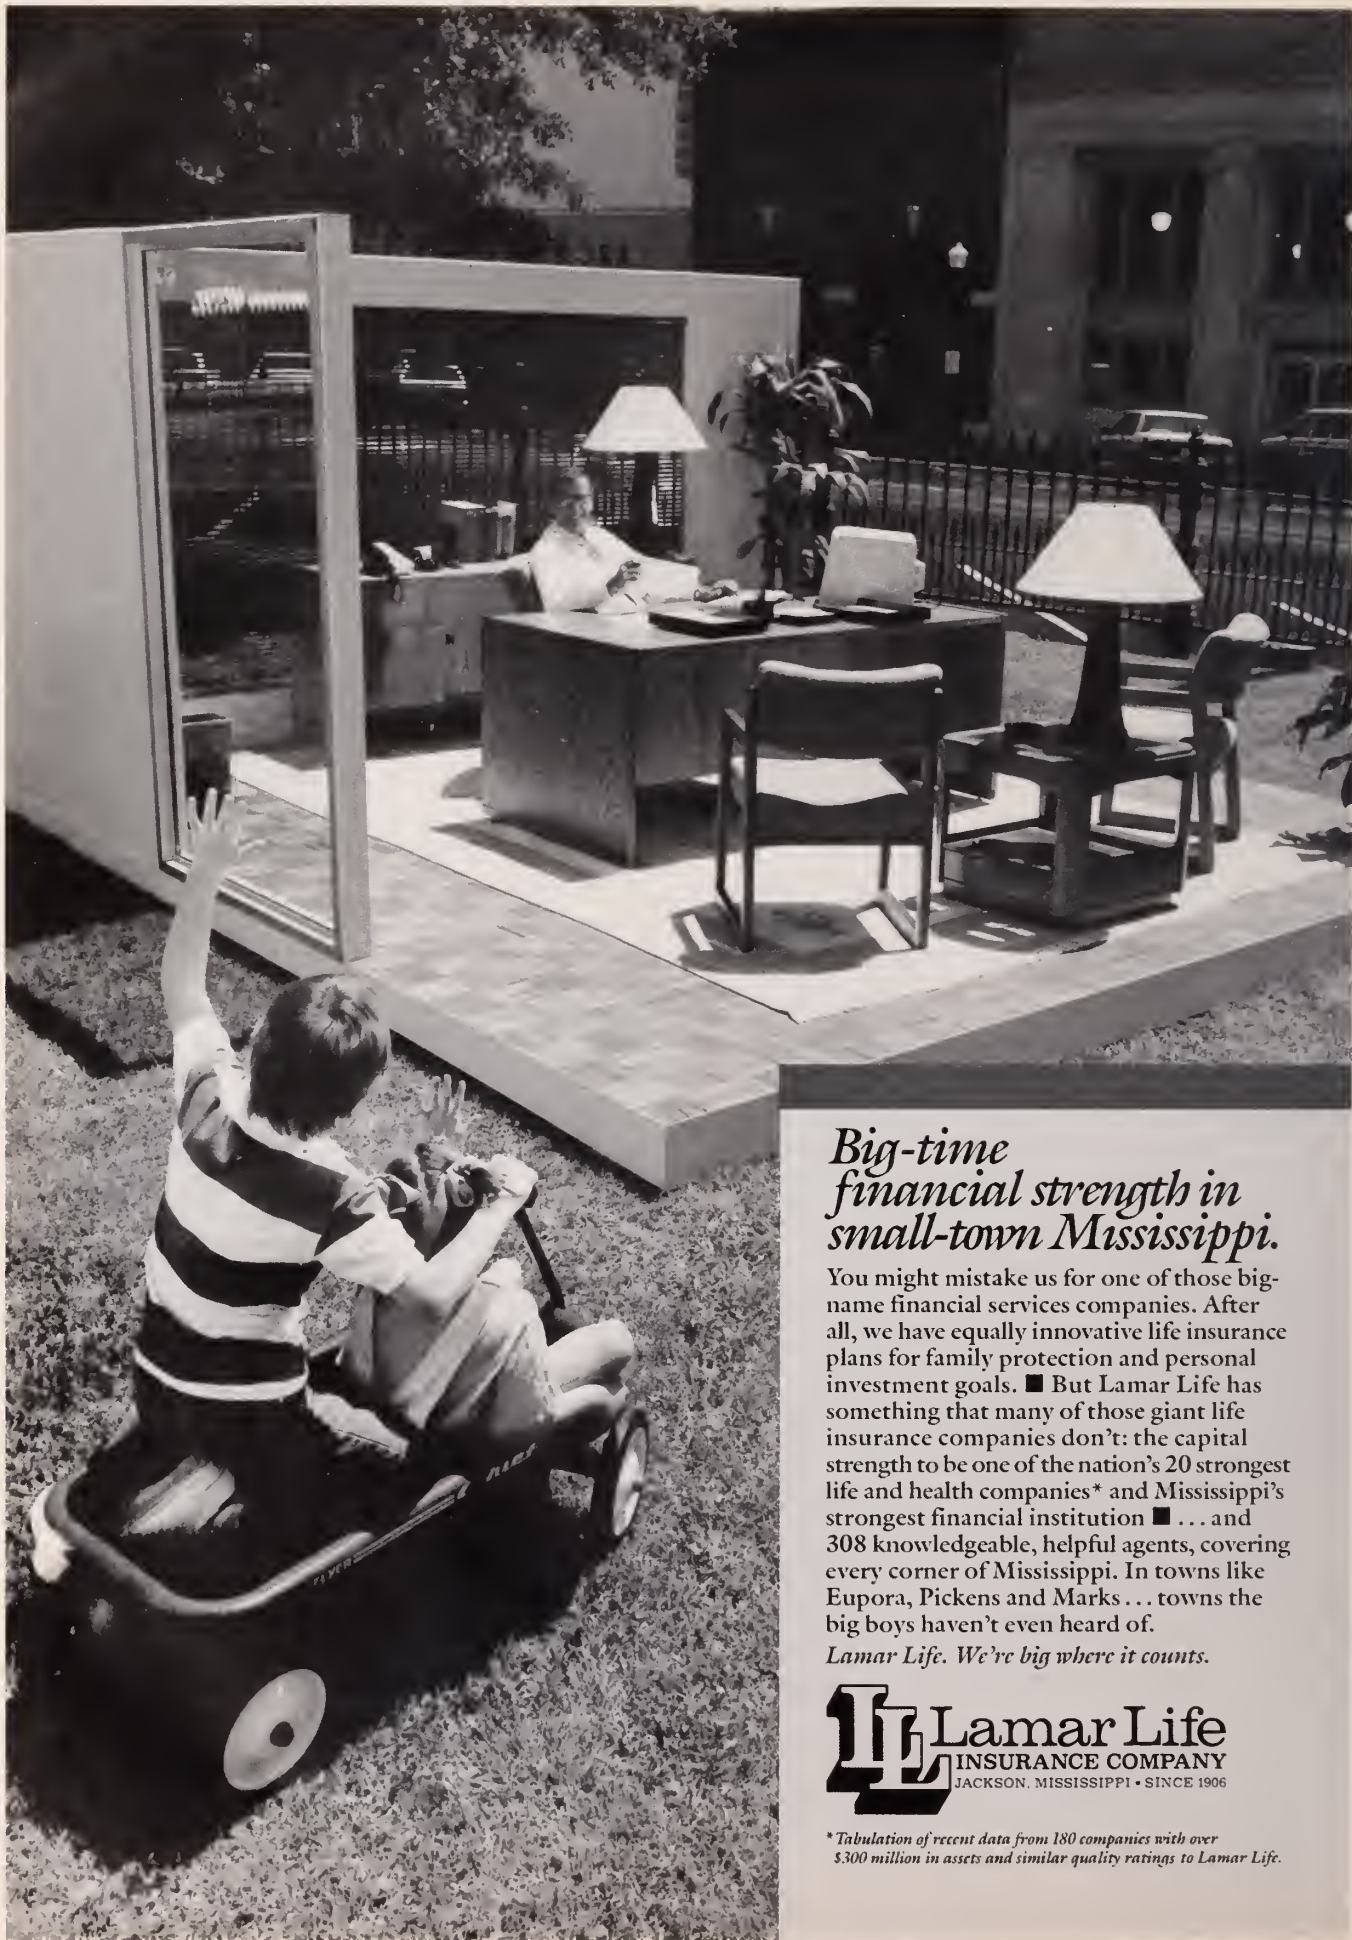 Big-time
financial strength in
small-town Mississippi.
You might mistake us for one of those big-
name financial services companies. After
all, we have equally innovative life insurance
plans for family protection and personal
investment goals. ■ But Lamar Life has
something that many of those giant life
insurance companies don't: the capital
strength to be one of the nation's 20 strongest
life and health companies* and Mississippi's
strongest financial institution ■ ... and
308 knowledgeable, helpful agents, covering
every corner of Mississippi. In towns like
Eupora, Pickens and Marks ... towns the
big boys haven't even heard of.
Lamar Life. We're big where it counts.
LL Lamar Life
INSURANCE COMPANY
JACKSON, MISSISSIPPI • SINCE 1906
* Tabulation of recent data from 180 companies with over
$300 million in assets and similar quality ratings to Lamar Life.